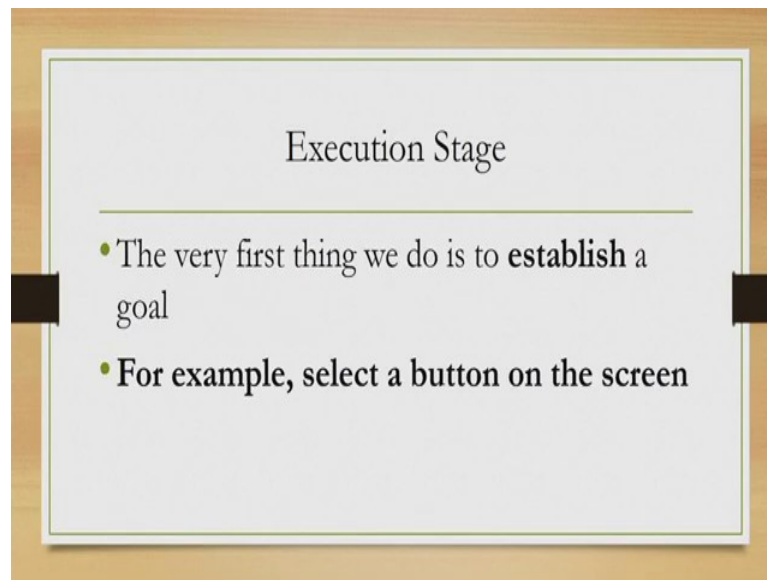 Execution Stage
•The very first thing we do is to establish a
goal
•For example, select a button on the screen